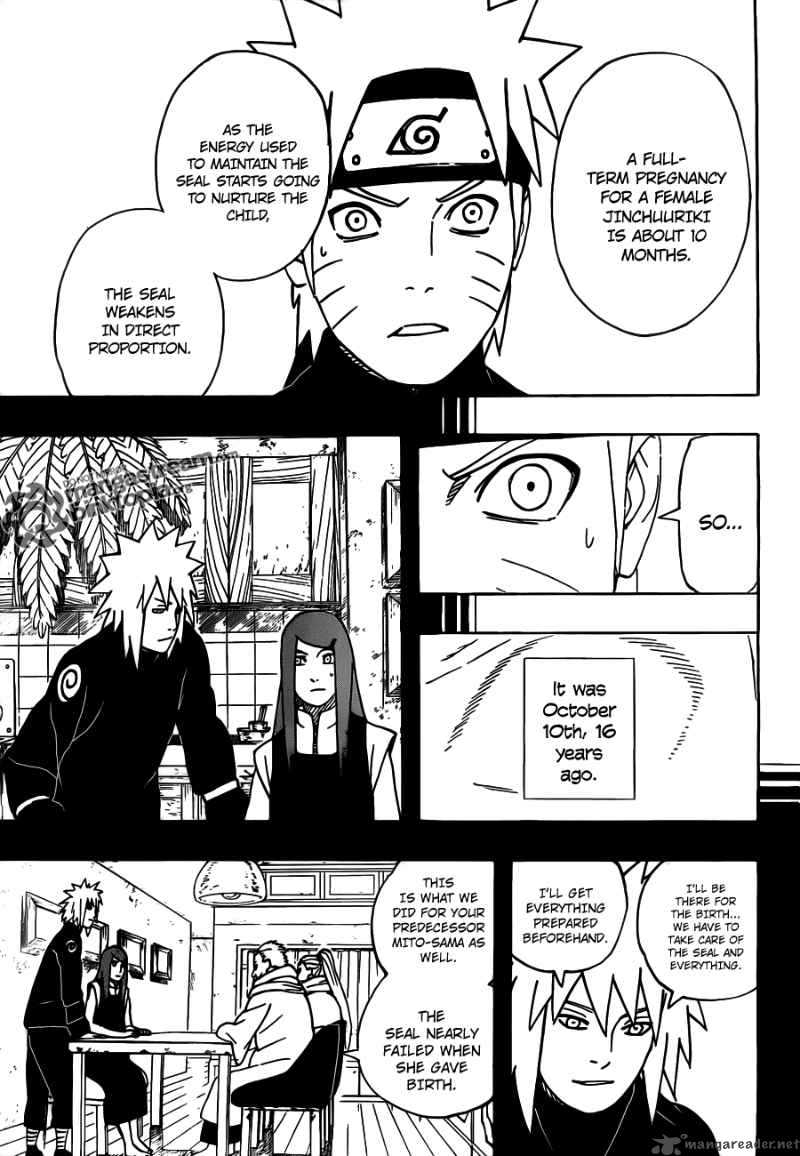 A FULL-
TERM PREGNANCY
FOR A FEMALE
JINCHUURIKI
IS ABOUT 10
MONTHS.
AS THE
ENERGY USED
TO MAINTAIN THE
SEAL STARTS GOING
TO NURTURE THE
CHILD,
THE SEAL
WEAKENS
IN DIRECT
PROPORTION.
SO...
It was
October
10th, 16
years
ago.
I'LL BE
THERE FOR
THE BIRTH...
WE HAVE TO
TAKE CARE OF
THE SEAL AND
EVERYTHING.
I'LL GET
EVERYTHING
PREPARED
BEFOREHAND.
THIS
IS WHAT WE
DID FOR YOUR
PREDECESSOR
MITO-SAMA AS
WELL.
THE
SEAL NEARLY
FAILED WHEN
SHE GAVE
BIRTH.
mangareader.net